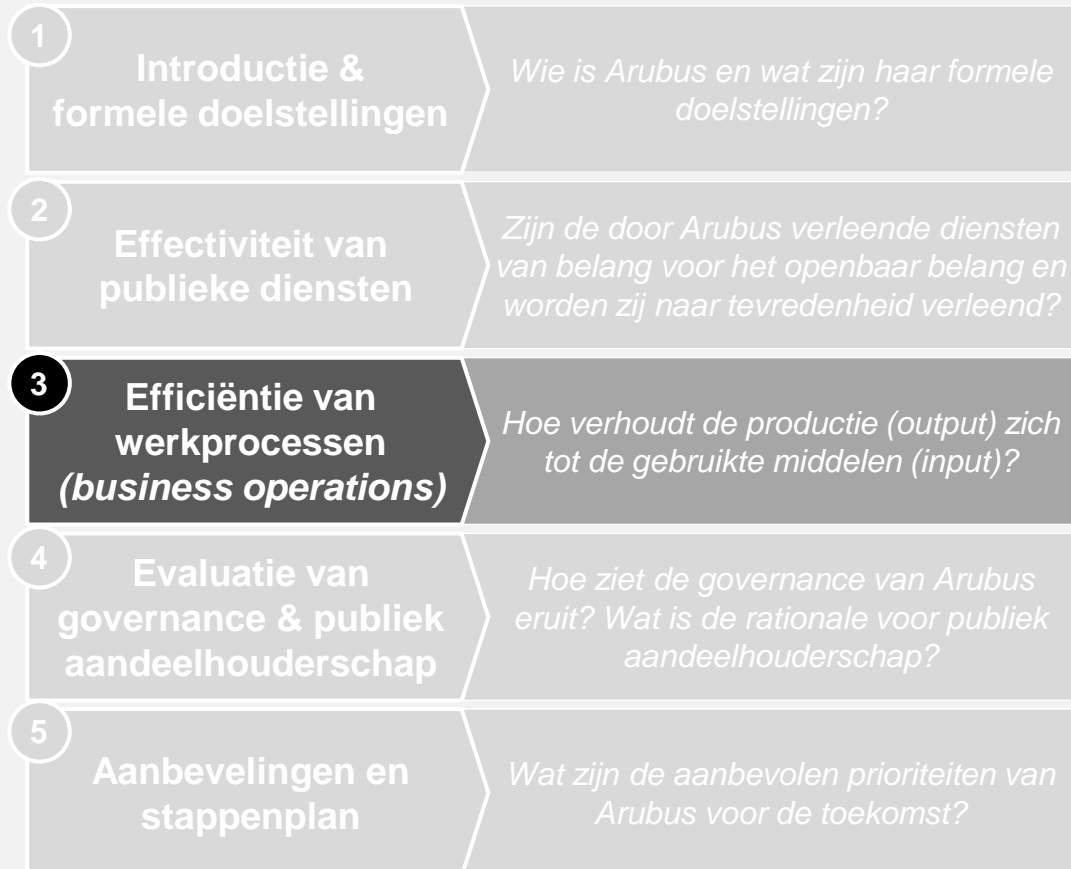 1
Introductie &
formele doelstellingen
Wie is Arubus en wat zijn haar formele
doelstellingen?
2
Effectiviteit van
publieke diensten
Zijn de door Arubus verleende diensten
van belang voor het openbaar belang en
worden zij naar tevredenheid verleend?
3
Efficiëntie van
werkprocessen
(business operations)
Hoe verhoudt de productie (output) zich
tot de gebruikte middelen (input)?
4
Evaluatie van
governance & publiek
aandeelhouderschap
Hoe ziet de governance van Arubus
eruit? Wat is de rationale voor publiek
aandeelhouderschap?
5
Aanbevelingen en
stappenplan
Wat zijn de aanbevolen prioriteiten van
Arubus voor de toekomst?